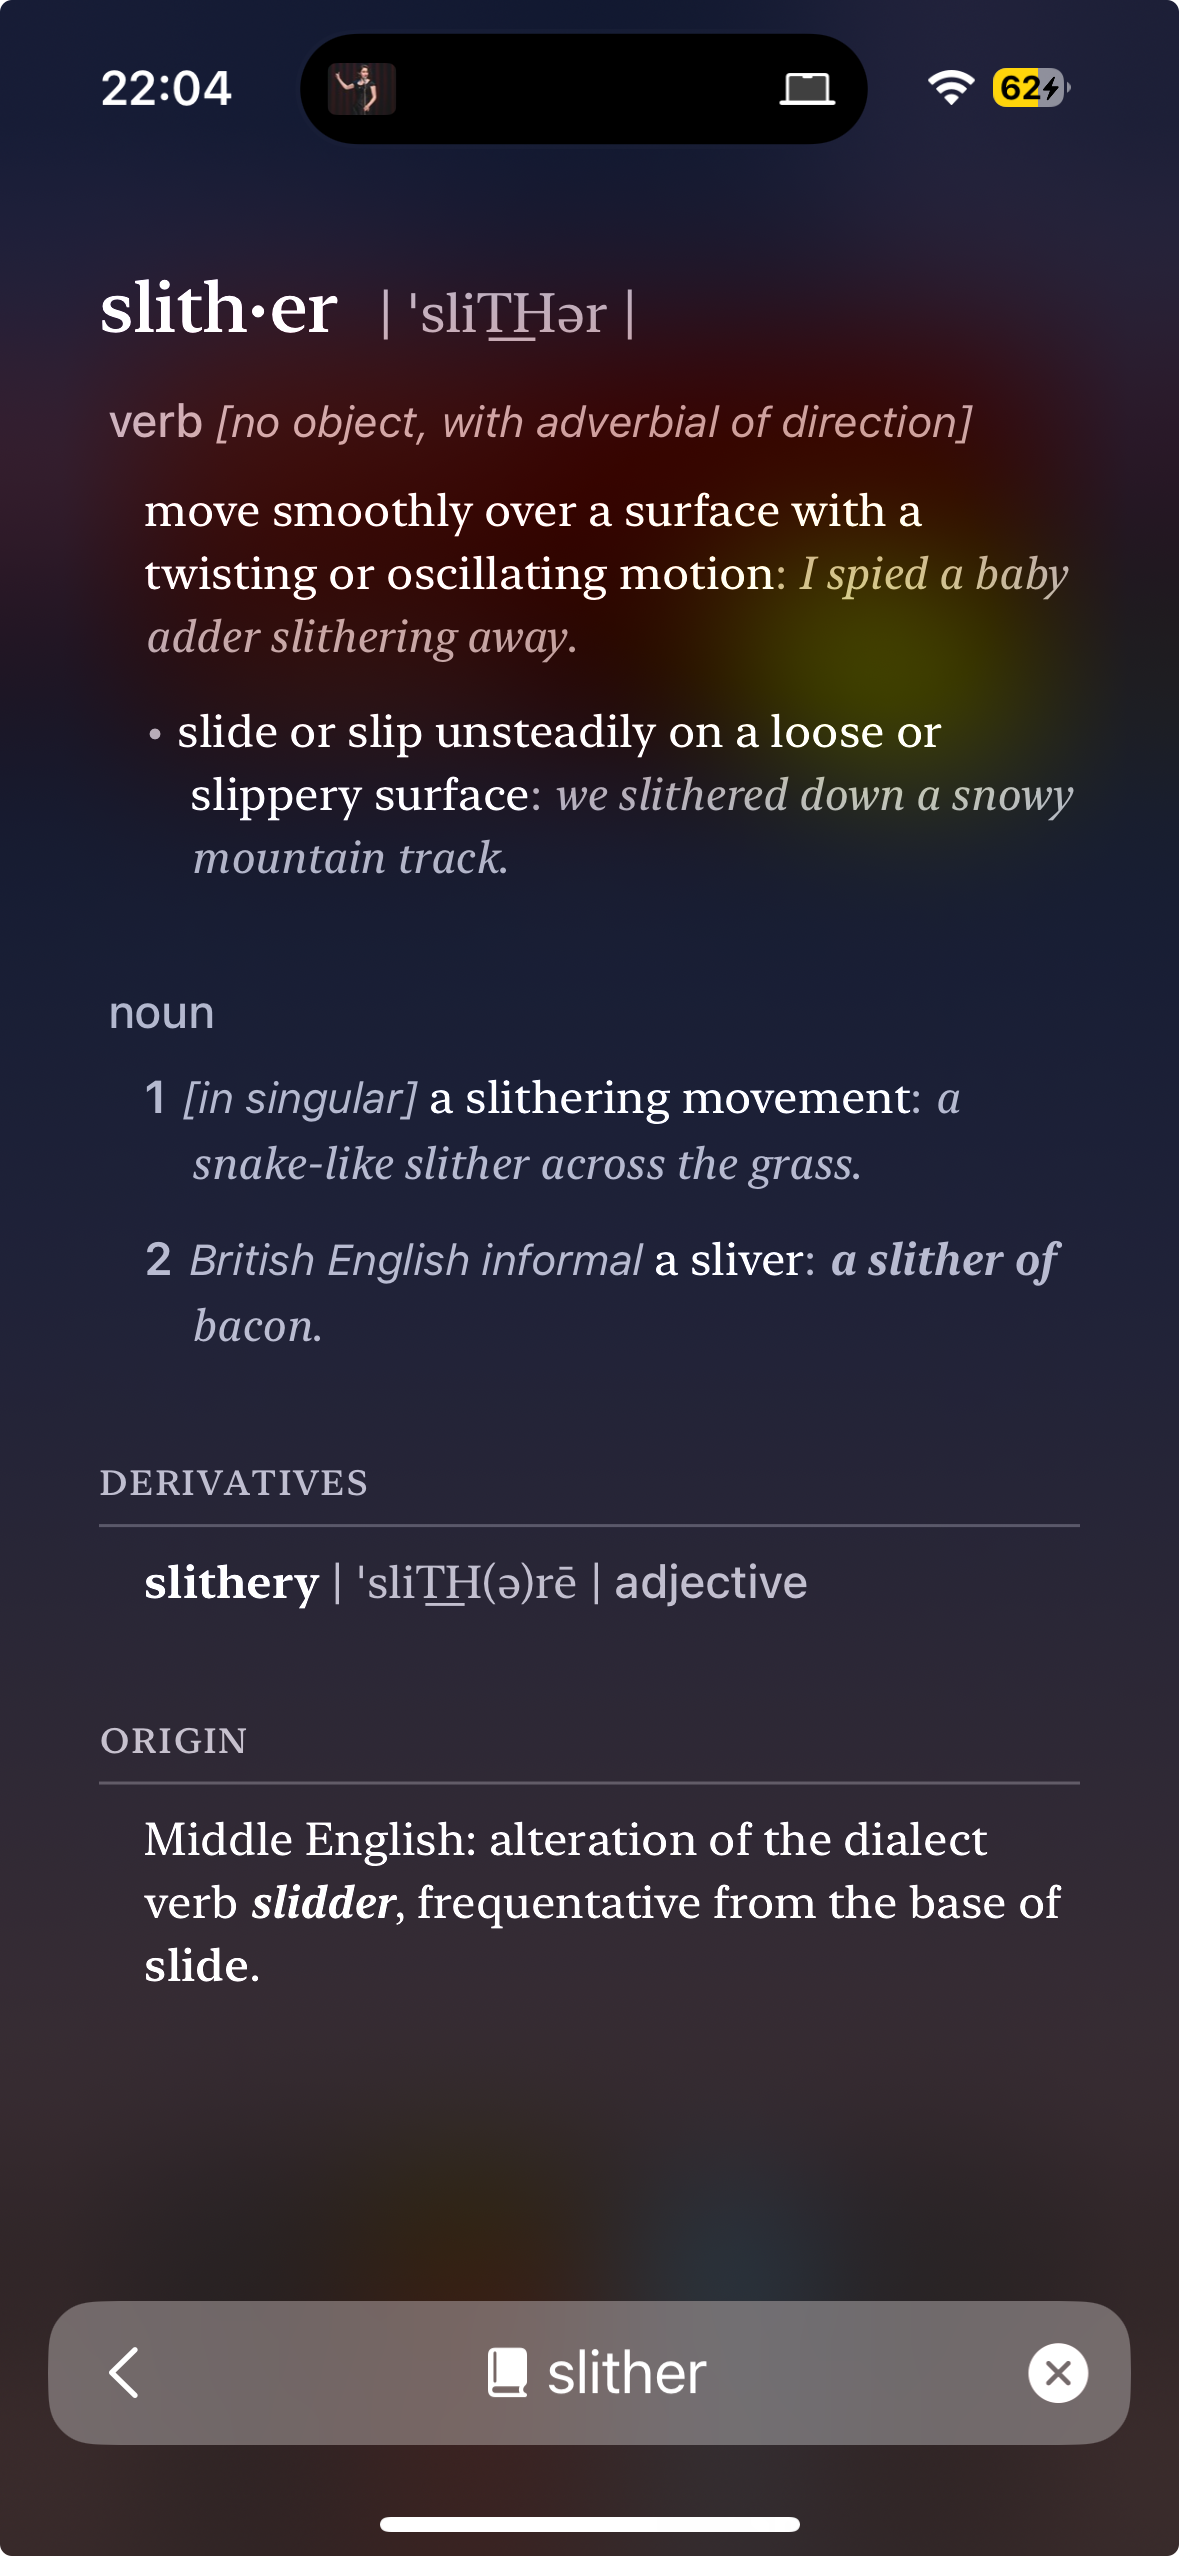 22:04
62
slith·er | ˈsliT͟Hər |
verb [no object, with adverbial of direction]
move smoothly over a surface with a
twisting or oscillating motion: I spied a baby
adder slithering away.
• slide or slip unsteadily on a loose or
slippery surface: we slithered down a snowy
mountain track.
noun
1 [in singular] a slithering movement: a
snake-like slither across the grass.
2 British English informal a sliver: a slither of
bacon.
DERIVATIVES
slithery | ˈsliT͟H(ə)rē | adjective
ORIGIN
Middle English: alteration of the dialect
verb slidder, frequentative from the base of
slide.
slither